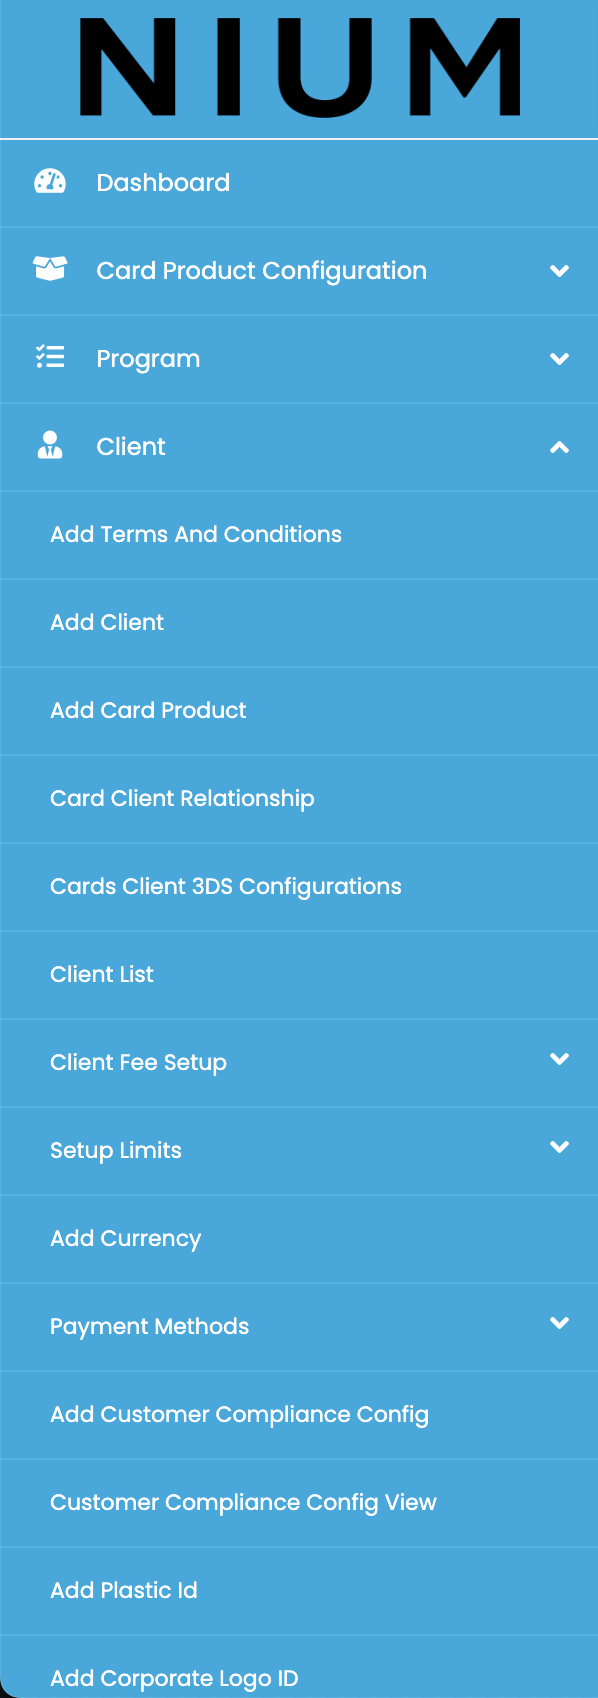 NIUM
Dashboard
Card Product Configuration
Program
Client
Add Terms And Conditions
Add Client
Add Card Product
Card Client Relationship
Cards Client 3DS Configurations
Client List
Client Fee Setup
Setup Limits
Add Currency
Payment Methods
Add Customer Compliance Config
Customer Compliance Config View
Add Plastic Id
Add Corporate Logo ID